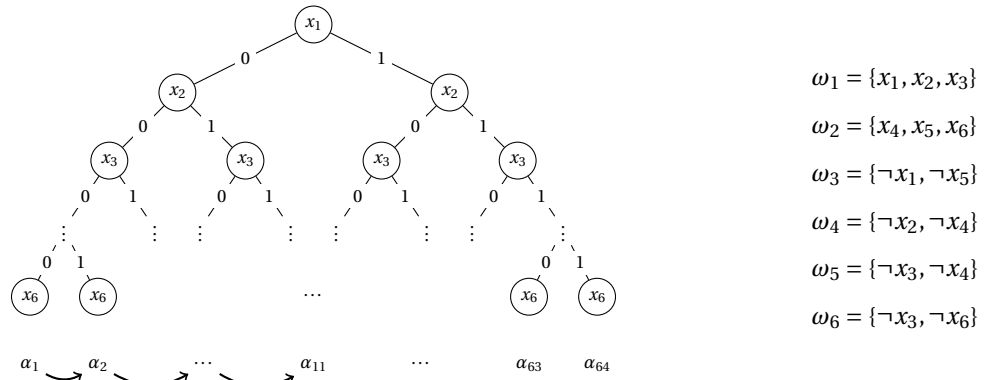 x₁
0 1
x₂ x₂
0 1 0 1
x₃ x₃ x₃ x₃
0 1 0 1 0 1 0 1
⋮ ⋮ ⋮ ⋮ ⋮ ⋮ ⋮ ⋮
0 1 0 1
x₆ x₆ ... x₆ x₆
α₁ α₂ ... α₁₁ ... α₆₃ α₆₄
ω₁ = {x₁, x₂, x₃}
ω₂ = {x₄, x₅, x₆}
ω₃ = {¬x₁, ¬x₅}
ω₄ = {¬x₂, ¬x₄}
ω₅ = {¬x₃, ¬x₄}
ω₆ = {¬x₃, ¬x₆}